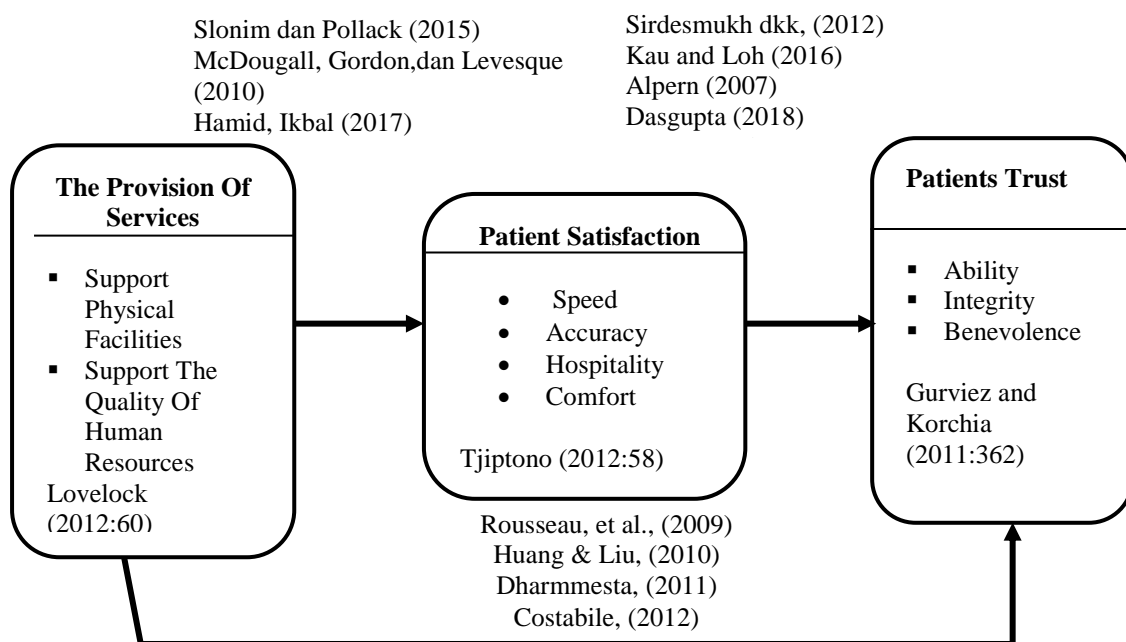 Slonim dan Pollack (2015)
McDougall, Gordon,dan Levesque
(2010)
Hamid, Ikbal (2017)
Sirdesmukh dkk, (2012)
Kau and Loh (2016)
Alpern (2007)
Dasgupta (2018)
The Provision Of
Services
▪ Support
Physical
Facilities
▪ Support The
Quality Of
Human
Resources
Lovelock
(2012:60)
Patient Satisfaction
• Speed
• Accuracy
• Hospitality
• Comfort
Tjiptono (2012:58)
Patients Trust
▪ Ability
▪ Integrity
▪ Benevolence
Gurviez and
Korchia
(2011:362)
Rousseau, et al., (2009)
Huang & Liu, (2010)
Dharmmesta, (2011)
Costabile, (2012)